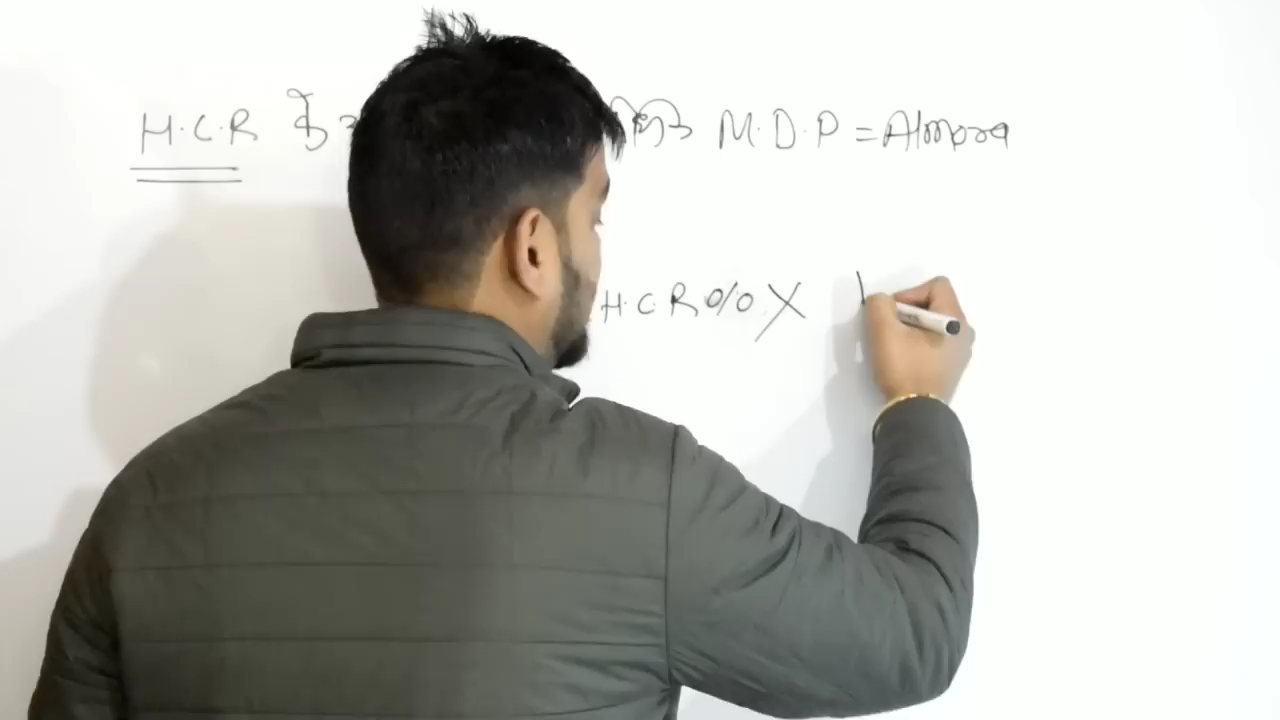 H.C.R के M.D.P = Almora
H.C.R % X